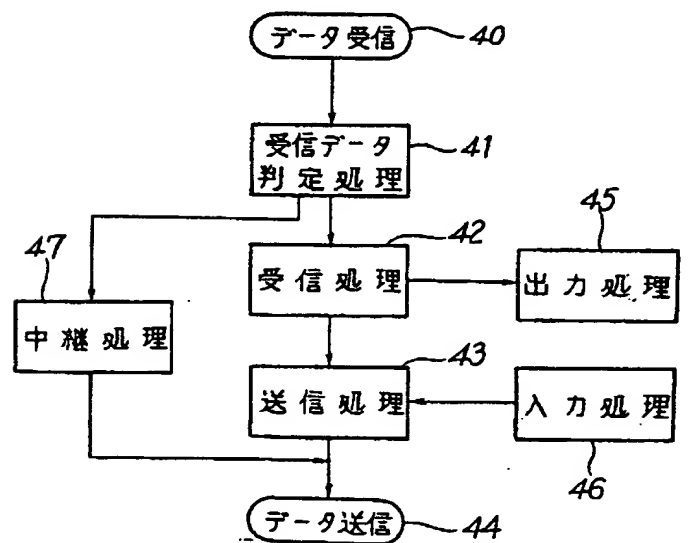 データ受信
40
受信データ
判定処理
41
42
45
47
受信処理
出力処理
中継処理
43
送信処理
入力処理
46
データ送信
44